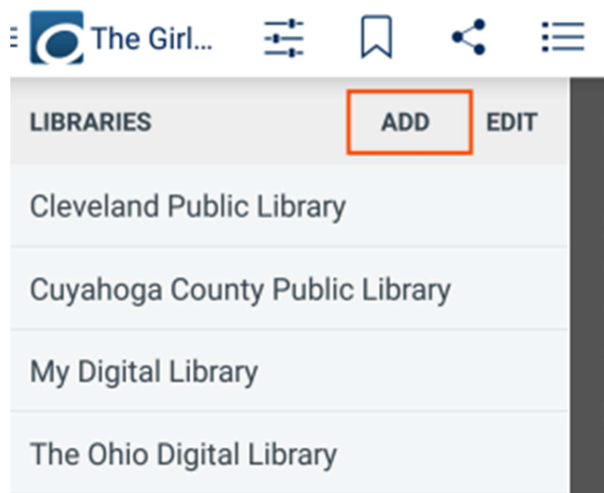 The Girl...
LIBRARIES ADD EDIT
Cleveland Public Library
Cuyahoga County Public Library
My Digital Library
The Ohio Digital Library